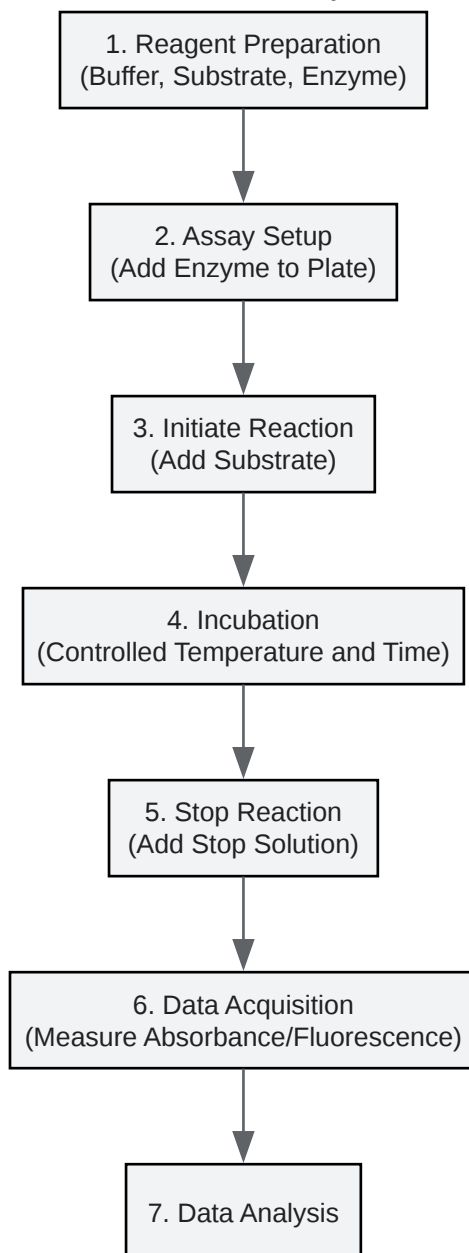 1. Reagent Preparation
(Buffer, Substrate, Enzyme)
2. Assay Setup
(Add Enzyme to Plate)
3. Initiate Reaction
(Add Substrate)
4. Incubation
(Controlled Temperature and Time)
5. Stop Reaction
(Add Stop Solution)
6. Data Acquisition
(Measure Absorbance/Fluorescence)
7. Data Analysis